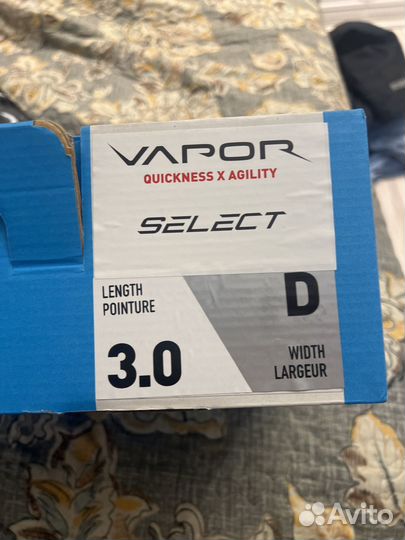 VAPOR
QUICKNESS X AGILITY
SELECT
LENGTH
POINTURE
3.0
D
WIDTH
LARGEUR
Avito